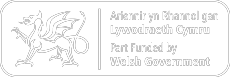 Ariennir yn Rhannol gan
Lywodraeth Cymru
Part Funded by
Welsh Government